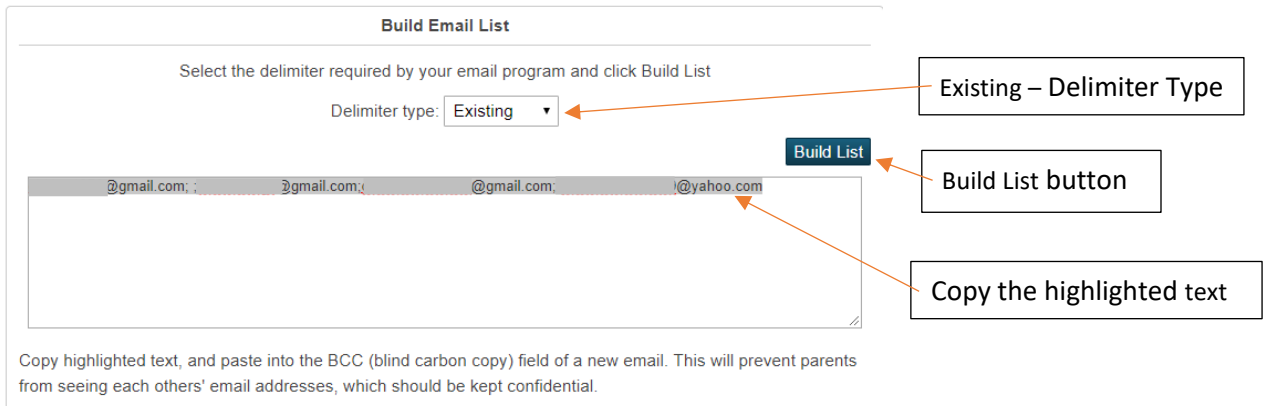 Build Email List
Select the delimiter required by your email program and click Build List
Delimiter type: Existing
Existing – Delimiter Type
Build List
Build List button
@gmail.com; ; @gmail.com; @gmail.com; @yahoo.com
Copy the highlighted text
Copy highlighted text, and paste into the BCC (blind carbon copy) field of a new email. This will prevent parents
from seeing each others' email addresses, which should be kept confidential.